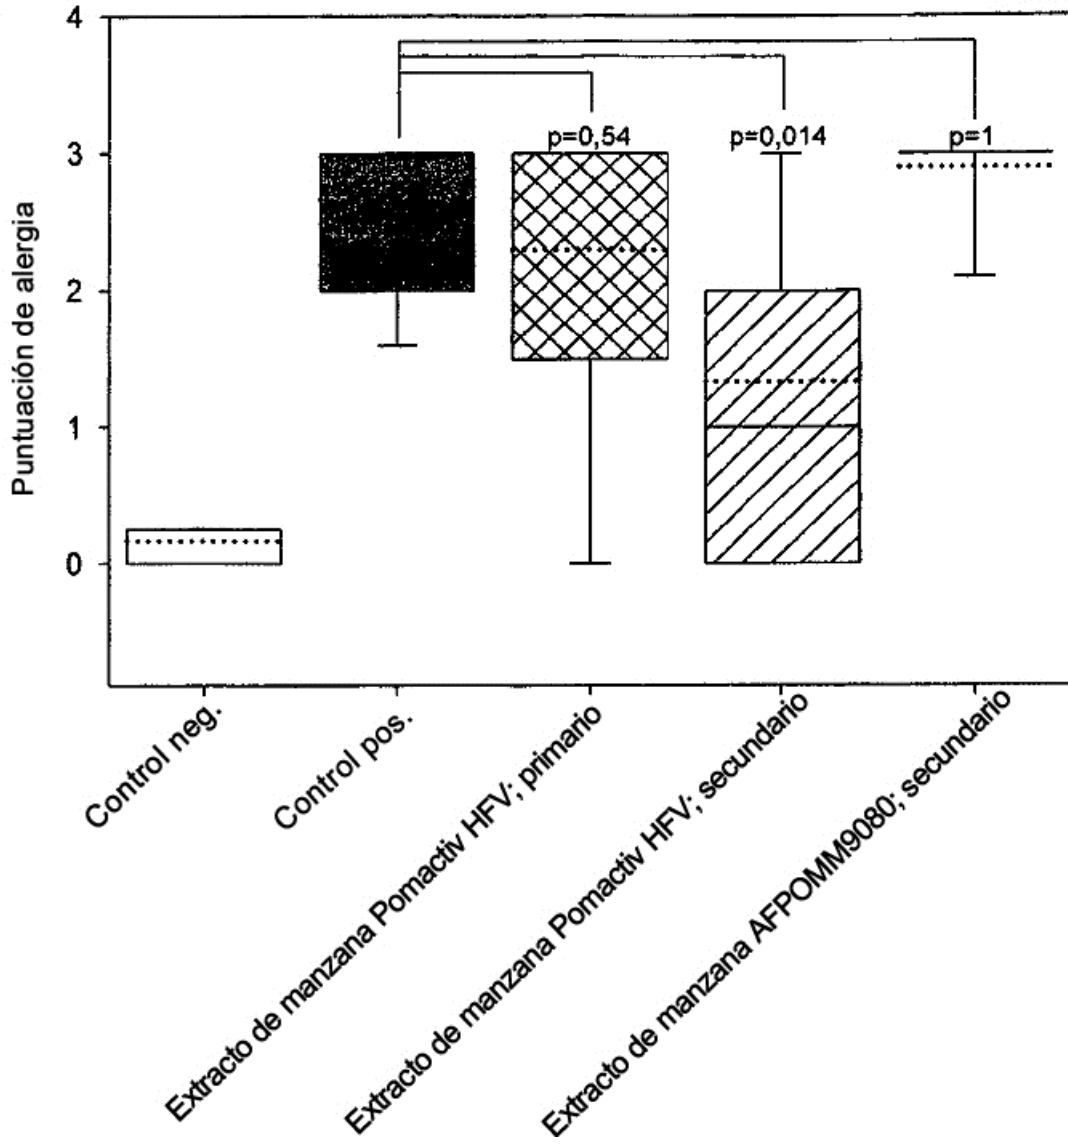 Puntuación de alergia
4
3
2
1
0
p=0,54
p=0,014
p=1
Control neg.
Control pos.
Extracto de manzana Pomactiv HFV; primario
Extracto de manzana Pomactiv HFV; secundario
Extracto de manzana AFPOMM9080; secundario